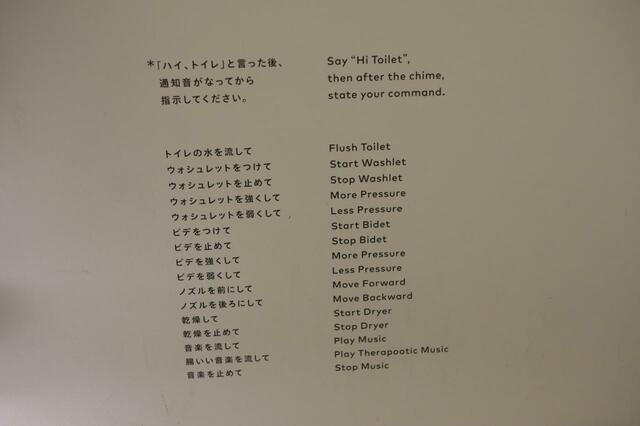 *「ハイ、トイレ」と言った後、
通知音がなってから
指示してください。
Say “Hi Toilet”,
then after the chime,
state your command.
トイレの水を流して
ウォシュレットをつけて
ウォシュレットを止めて
ウォシュレットを強くして
ウォシュレットを弱くして
ビデをつけて
ビデを止めて
ビデを強くして
ビデを弱くして
ノズルを前にして
ノズルを後ろにして
乾燥して
乾燥を止めて
音楽を流して
腸いい音楽を流して
音楽を止めて
Flush Toilet
Start Washlet
Stop Washlet
More Pressure
Less Pressure
Start Bidet
Stop Bidet
More Pressure
Less Pressure
Move Forward
Move Backward
Start Dryer
Stop Dryer
Play Music
Play Therapootic Music
Stop Music